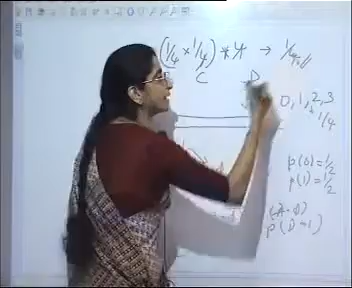 (1/4 × 1/4) * 4 → 1/4 //
C D
0, 1, 2, 3
× 1/4
P(0) = 1/2
P(1) = 1/2
P(D=1)